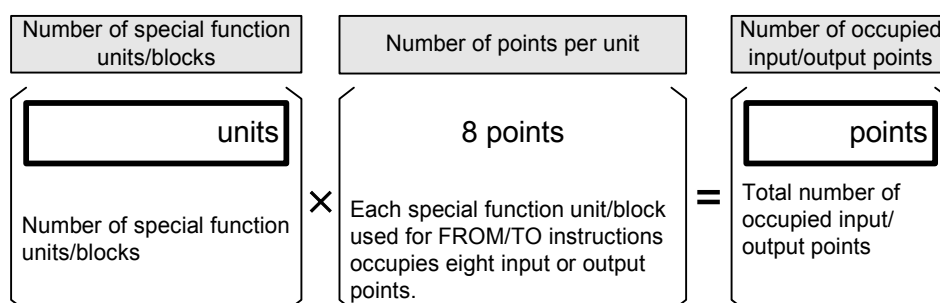 Number of special function
units/blocks
Number of points per unit
Number of occupied
input/output points
units
8 points
points
Number of special function
units/blocks
×
Each special function unit/block
used for FROM/TO instructions
occupies eight input or output
points.
=
Total number of
occupied input/
output points